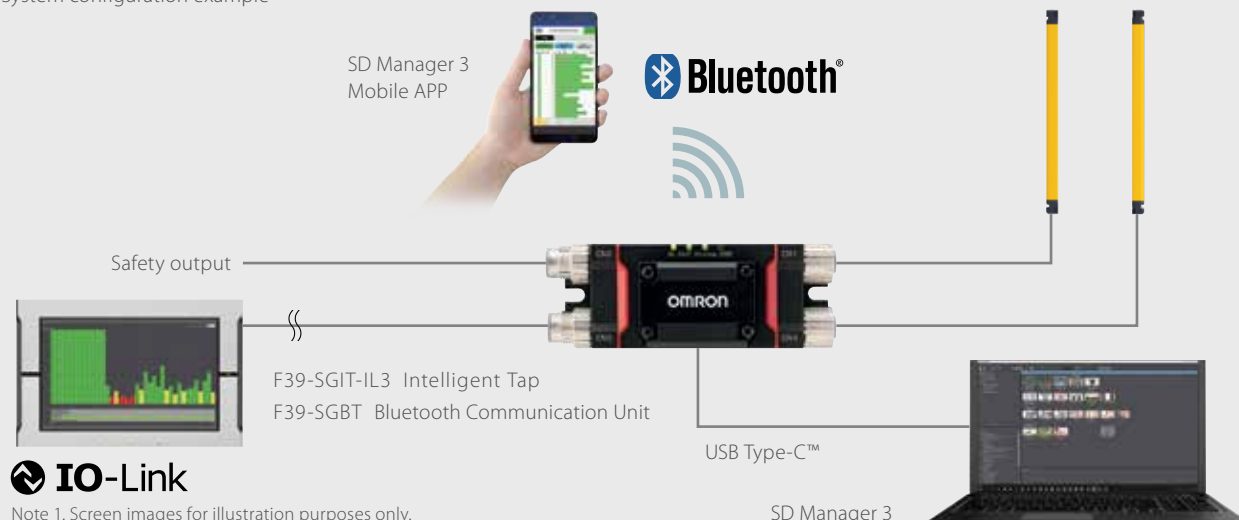 System configuration example
SD Manager 3
Mobile APP
Bluetooth®
Safety output
OMRON
F39-SGIT-IL3 Intelligent Tap
F39-SGBT Bluetooth Communication Unit
USB Type-C™
IO-Link
Note 1. Screen images for illustration purposes only.
SD Manager 3